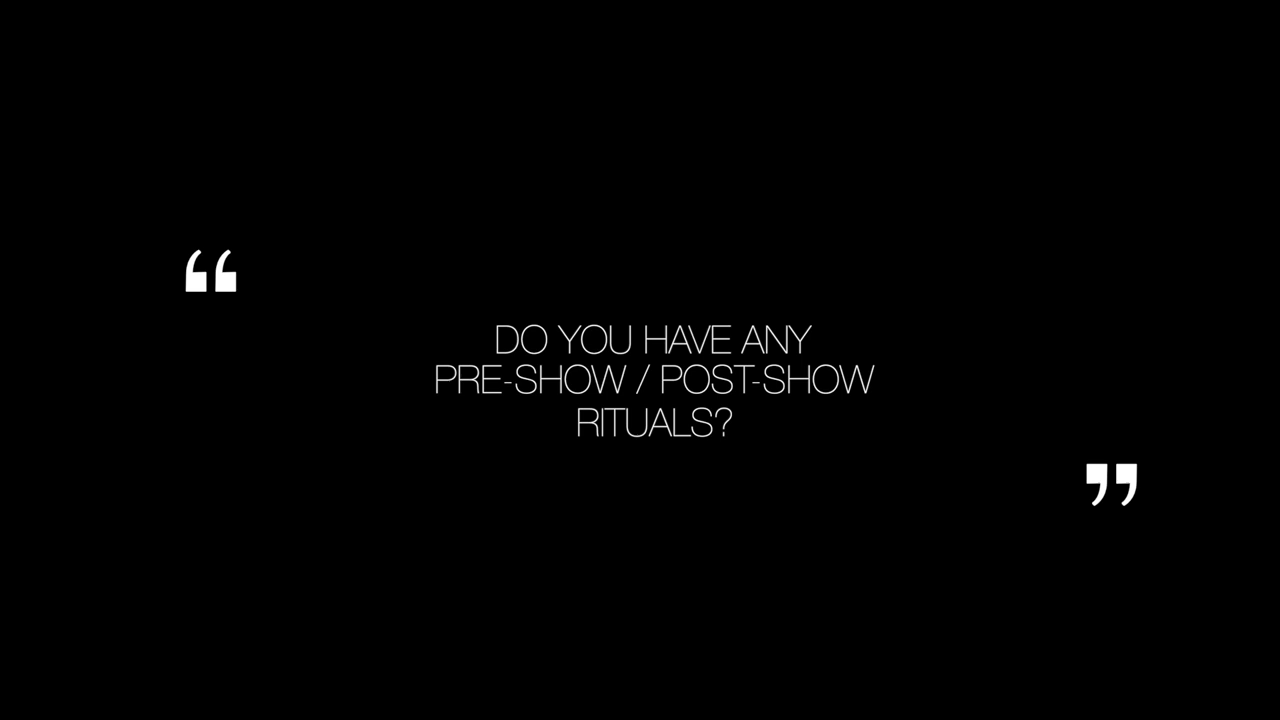 “
DO YOU HAVE ANY
PRE-SHOW / POST-SHOW
RITUALS?
”